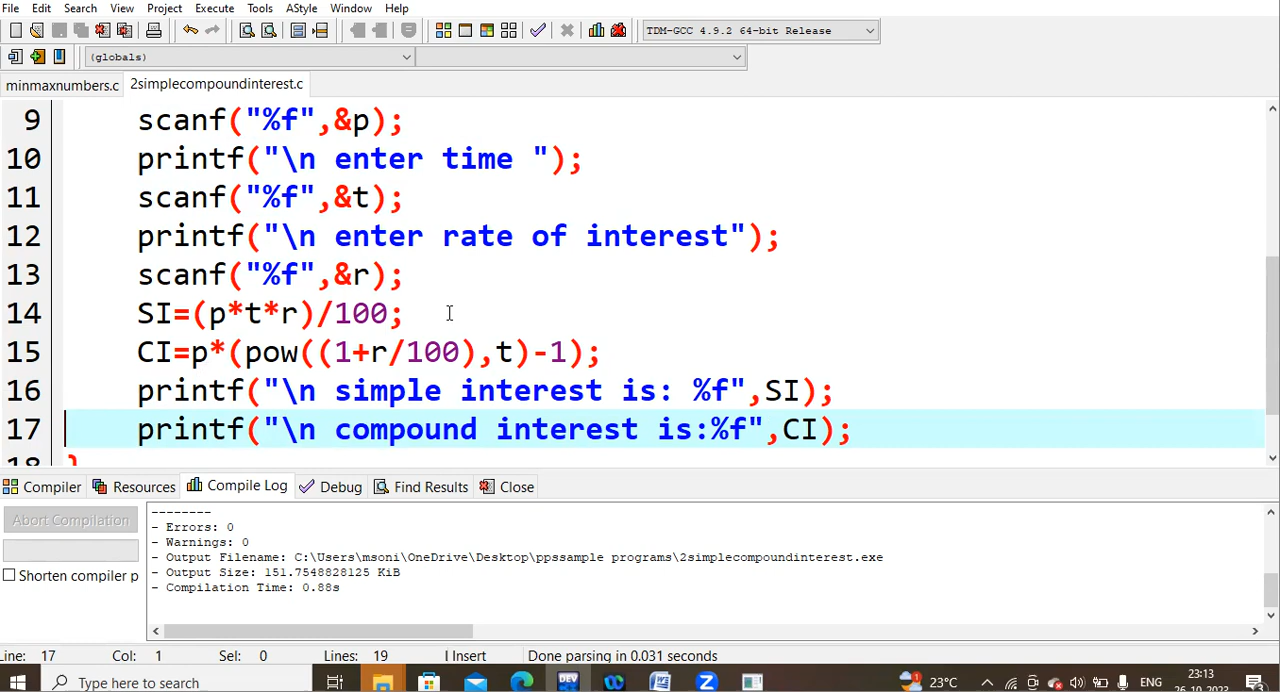 File Edit Search View Project Execute Tools AStyle Window Help
TDM-GCC 4.9.2 64-bit Release
(globals)
minmaxnumbers.c 2simplecompoundinterest.c
9 scanf("%f",&p);
10 printf("\n enter time ");
11 scanf("%f",&t);
12 printf("\n enter rate of interest");
13 scanf("%f",&r);
14 SI=(p*t*r)/100;
15 CI=p*(pow((1+r/100),t)-1);
16 printf("\n simple interest is: %f",SI);
17 printf("\n compound interest is:%f",CI);
18 }
Compiler Resources Compile Log Debug Find Results Close
Abort Compilation
Shorten compiler p
--------
- Errors: 0
- Warnings: 0
- Output Filename: C:\Users\msoni\OneDrive\Desktop\ppssample programs\2simplecompoundinterest.exe
- Output Size: 151.7548828125 KiB
- Compilation Time: 0.88s
Line: 17 Col: 1 Sel: 0 Lines: 19 Insert Done parsing in 0.031 seconds
Type here to search
DEV
23°C
ENG
23:13
26-10-2023